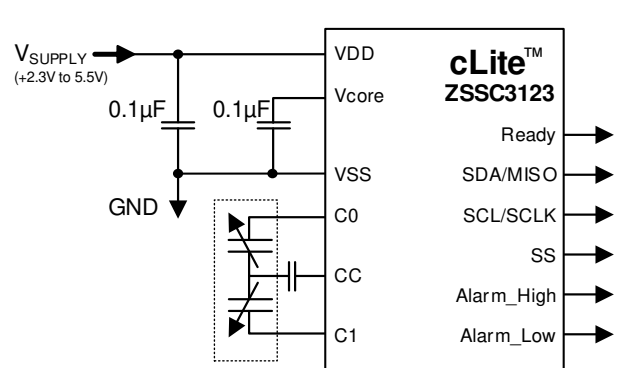 VSUPPLY
(+2.3V to 5.5V)
0.1µF
0.1µF
GND
VDD
Vcore
VSS
C0
CC
C1
cLite™
ZSSC3123
Ready
SDA/MISO
SCL/SCLK
SS
Alarm_High
Alarm_Low